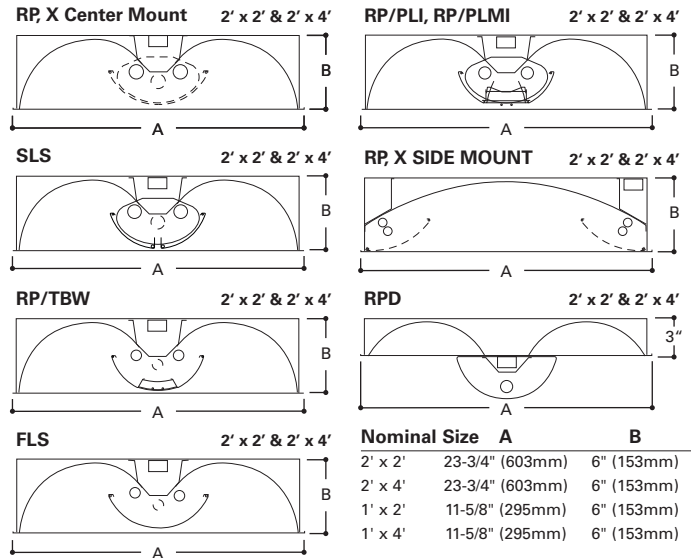 RP, X Center Mount 2' x 2' & 2' x 4'
B
A
SLS 2' x 2' & 2' x 4'
B
A
RP/TBW 2' x 2' & 2' x 4'
B
A
FLS 2' x 2' & 2' x 4'
B
A
RP/PLI, RP/PLMI 2' x 2' & 2' x 4'
B
A
RP, X SIDE MOUNT 2' x 2' & 2' x 4'
B
A
RPD 2' x 2' & 2' x 4'
3"
A
Nominal Size A B
2' x 2' 23-3/4" (603mm) 6" (153mm)
2' x 4' 23-3/4" (603mm) 6" (153mm)
1' x 2' 11-5/8" (295mm) 6" (153mm)
1' x 4' 11-5/8" (295mm) 6" (153mm)